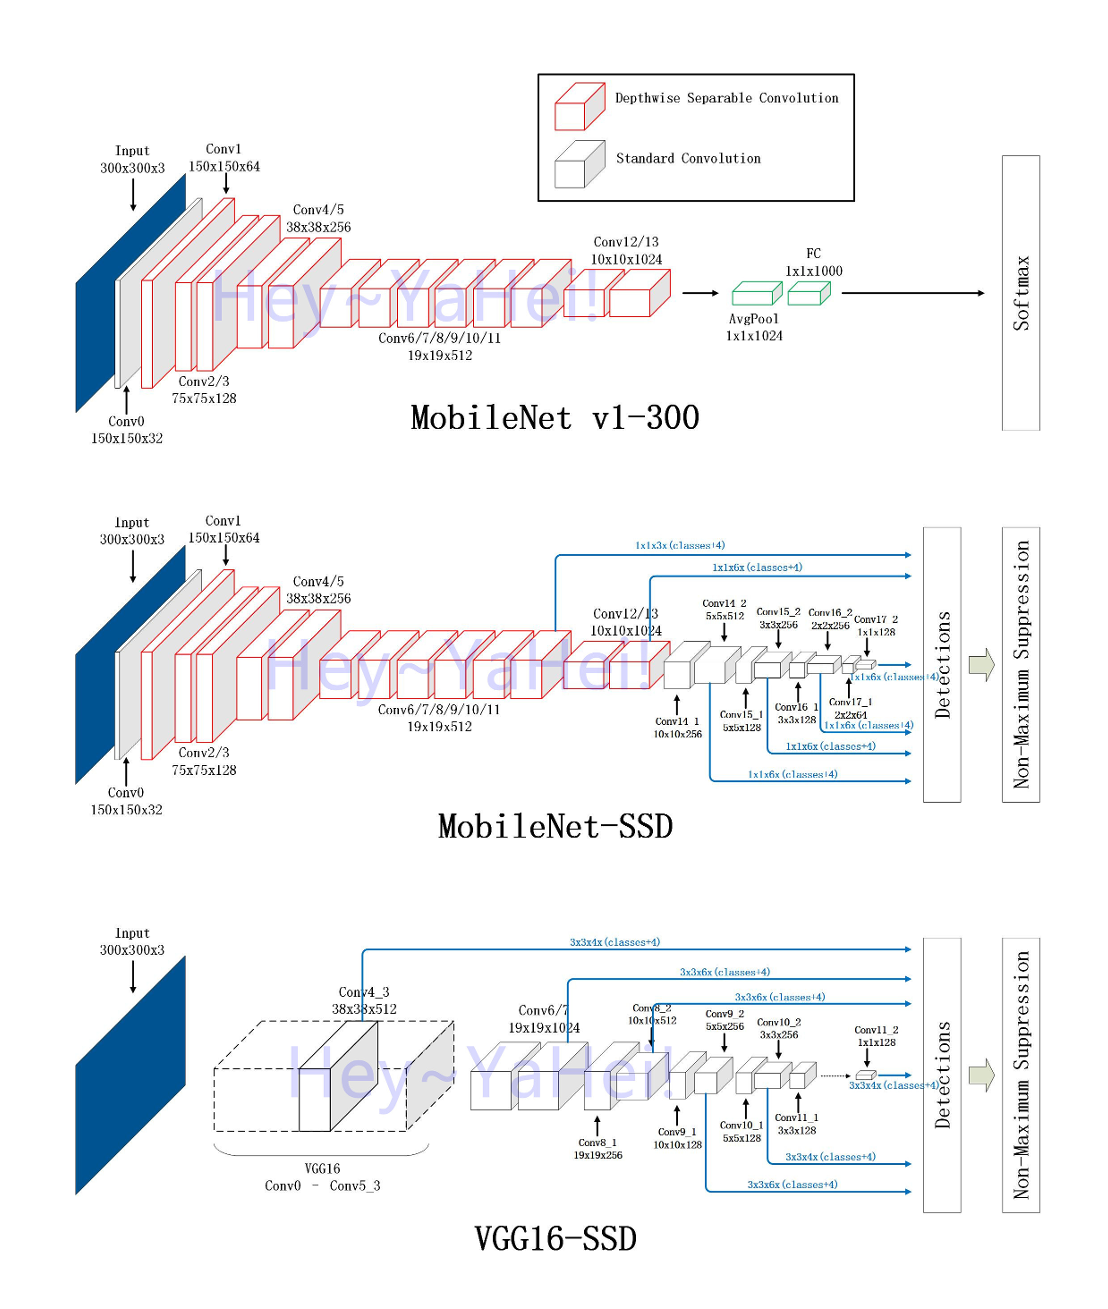 Depthwise Separable Convolution
Standard Convolution
Input
300x300x3
Conv1
150x150x64
Conv4/5
38x38x256
Conv12/13
10x10x1024
FC
1x1x1000
Softmax
AvgPool
1x1x1024
Conv6/7/8/9/10/11
19x19x512
Conv2/3
75x75x128
Conv0
150x150x32
Hey~YaHei!
MobileNet v1-300
Input
300x300x3
Conv1
150x150x64
Conv4/5
38x38x256
Conv12/13
10x10x1024
1x1x3x(classes+4)
1x1x6x(classes+4)
Conv14_2
5x5x512
Conv15_2
3x3x256
Conv16_2
2x2x256
Conv17_2
1x1x128
1x1x6x(classes+4)
Conv17_1
2x2x64
Conv16_1
3x3x128
Conv15_1
5x5x128
Conv14_1
10x10x256
1x1x6x(classes+4)
1x1x6x(classes+4)
1x1x6x(classes+4)
Detections
Non-Maximum Suppression
Conv6/7/8/9/10/11
19x19x512
Conv2/3
75x75x128
Conv0
150x150x32
Hey~YaHei!
MobileNet-SSD
Input
300x300x3
3x3x4x(classes+4)
3x3x6x(classes+4)
3x3x6x(classes+4)
Conv4_3
38x38x512
Conv6/7
19x19x1024
Conv8_2
10x10x512
Conv9_2
5x5x256
Conv10_2
3x3x256
Conv11_2
1x1x128
3x3x4x(classes+4)
Conv11_1
3x3x128
Conv10_1
5x5x128
Conv9_1
10x10x128
Conv8_1
19x19x256
3x3x4x(classes+4)
3x3x6x(classes+4)
Detections
Non-Maximum Suppression
VGG16
Conv0 - Conv5_3
Hey~YaHei!
VGG16-SSD